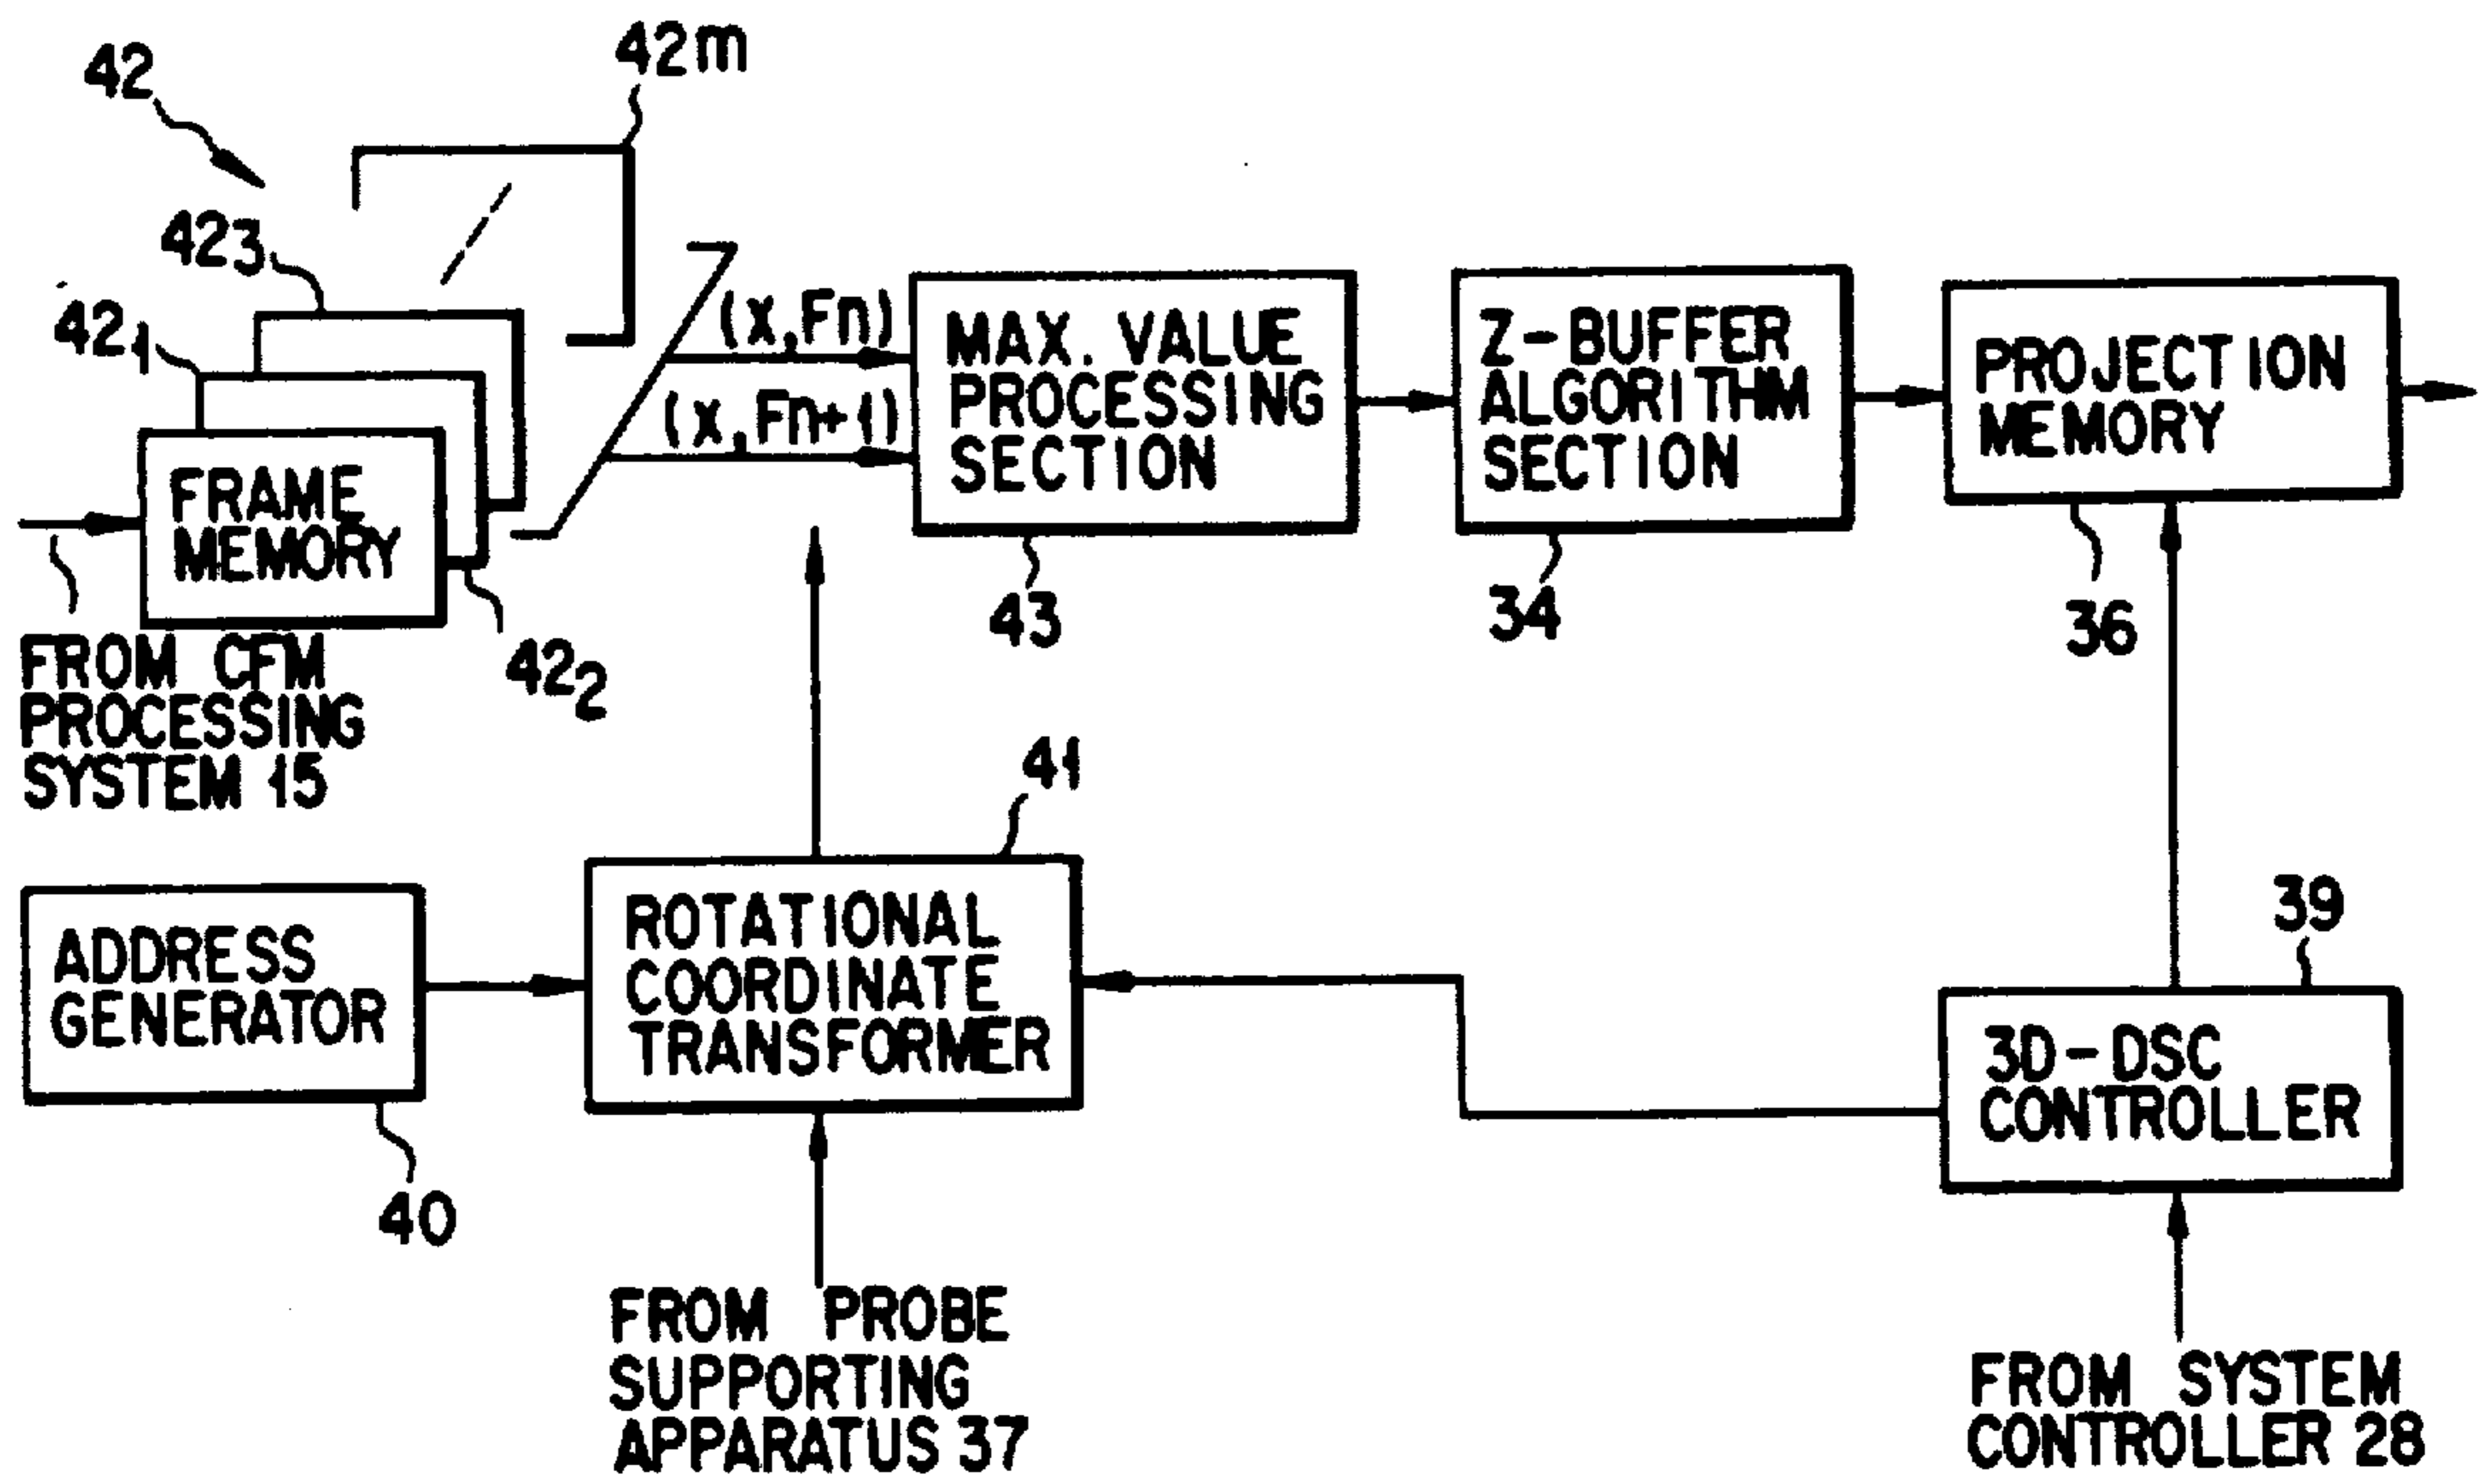 42
42m
423
421
(x, Fn)
(x, Fn+1)
FRAME
MEMORY
MAX. VALUE
PROCESSING
SECTION
Z-BUFFER
ALGORITHM
SECTION
PROJECTION
MEMORY
43
34
36
422
FROM CFM
PROCESSING
SYSTEM 15
41
39
ADDRESS
GENERATOR
ROTATIONAL
COORDINATE
TRANSFORMER
3D-DSC
CONTROLLER
40
FROM PROBE
SUPPORTING
APPARATUS 37
FROM SYSTEM
CONTROLLER 28